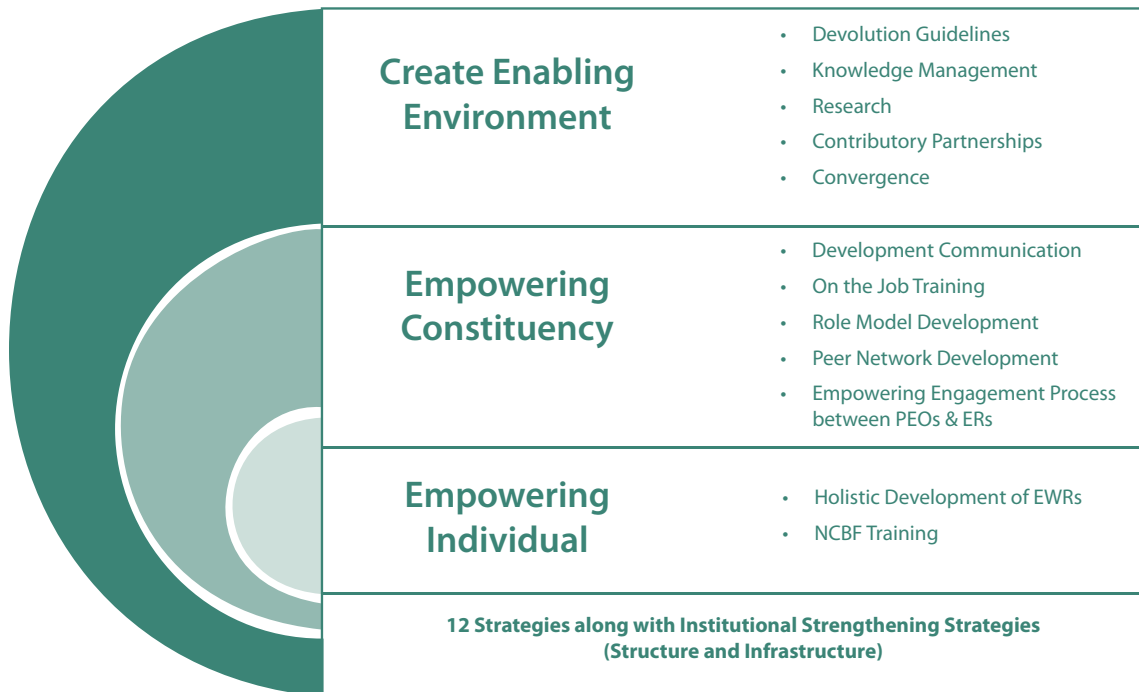 Create Enabling
Environment
• Devolution Guidelines
• Knowledge Management
• Research
• Contributory Partnerships
• Convergence
Empowering
Constituency
• Development Communication
• On the Job Training
• Role Model Development
• Peer Network Development
• Empowering Engagement Process
between PEOs & ERs
Empowering
Individual
• Holistic Development of EWRs
• NCBF Training
12 Strategies along with Institutional Strengthening Strategies
(Structure and Infrastructure)